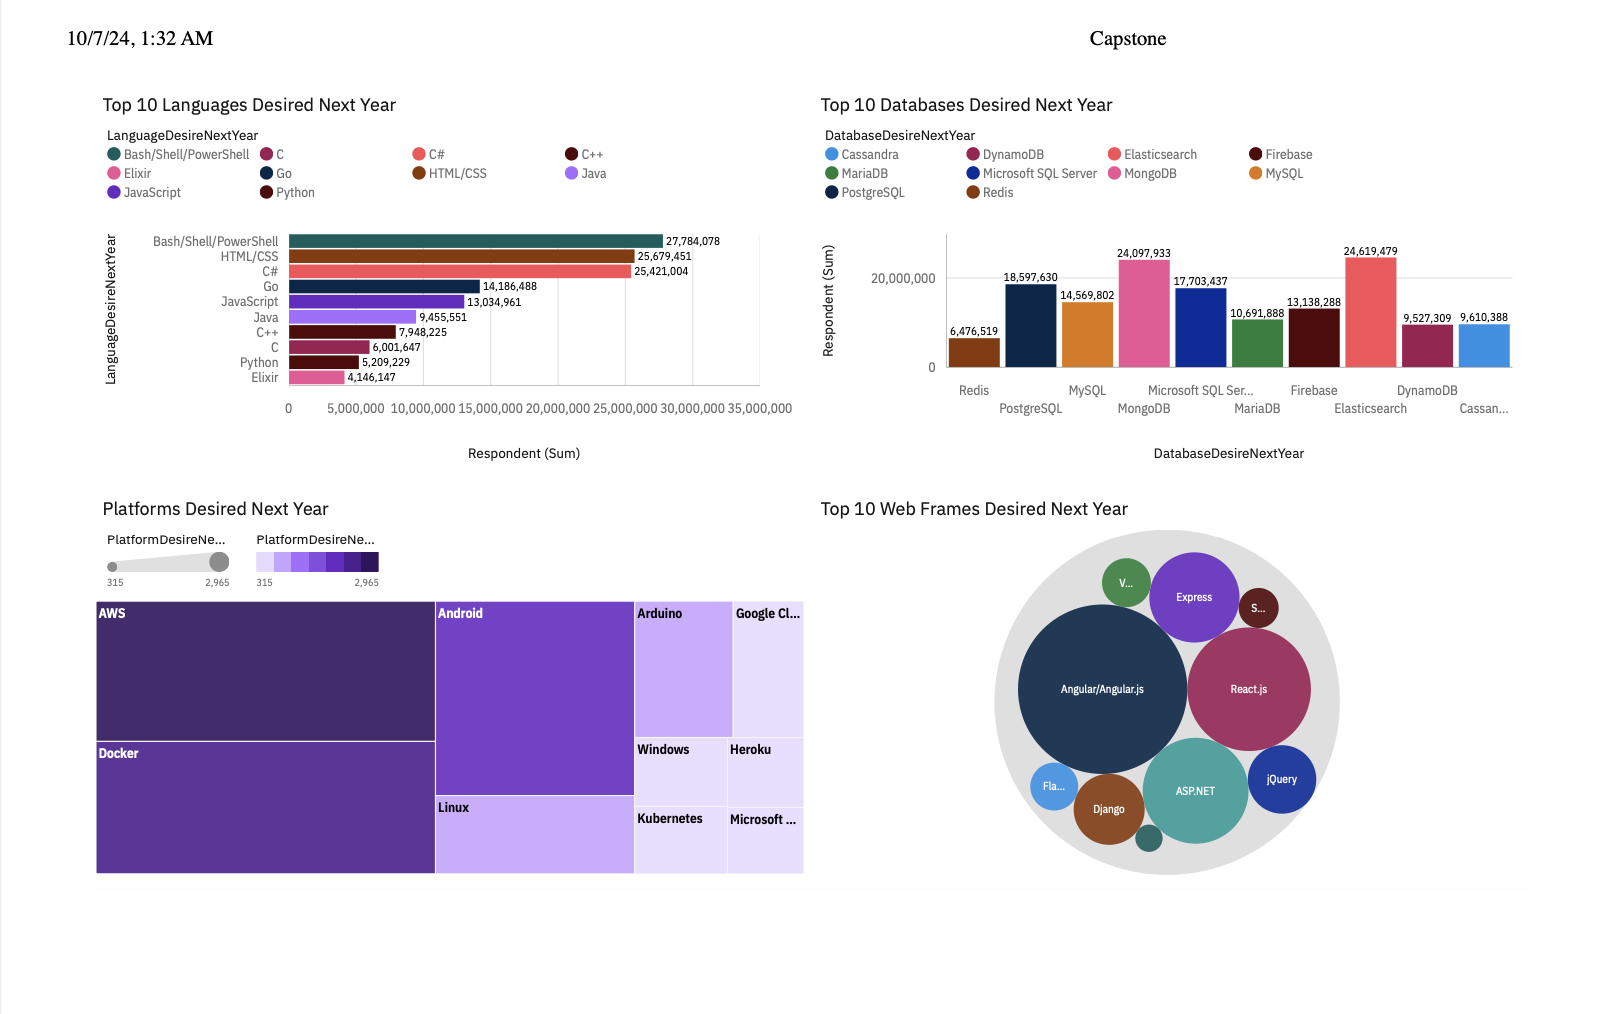 10/7/24, 1:32 AM
Capstone
Top 10 Languages Desired Next Year
LanguageDesireNextYear
Bash/Shell/PowerShell C C# C++
Elixir Go HTML/CSS Java
JavaScript Python
LanguageDesireNextYear
Bash/Shell/PowerShell 27,784,078
HTML/CSS 25,679,451
C# 25,421,004
Go 14,186,488
JavaScript 13,034,961
Java 9,455,551
C++ 7,948,225
C 6,001,647
Python 5,209,229
Elixir 4,146,147
0 5,000,000 10,000,000 15,000,000 20,000,000 25,000,000 30,000,000 35,000,000
Respondent (Sum)
Top 10 Databases Desired Next Year
DatabaseDesireNextYear
Cassandra DynamoDB Elasticsearch Firebase
MariaDB Microsoft SQL Server MongoDB MySQL
PostgreSQL Redis
Respondent (Sum)
20,000,000
0
6,476,519 18,597,630 14,569,802 24,097,933 17,703,437 10,691,888 13,138,288 24,619,479 9,527,309 9,610,388
Redis MySQL Microsoft SQL Ser... Firebase DynamoDB
PostgreSQL MongoDB MariaDB Elasticsearch Cassan...
DatabaseDesireNextYear
Platforms Desired Next Year
PlatformDesireNe... PlatformDesireNe...
315 2,965 315 2,965
AWS
Docker
Android
Linux
Arduino
Google Cl...
Windows
Heroku
Kubernetes
Microsoft ...
Top 10 Web Frames Desired Next Year
V...
Express
S...
Angular/Angular.js
React.js
Fla...
Django
ASP.NET
jQuery